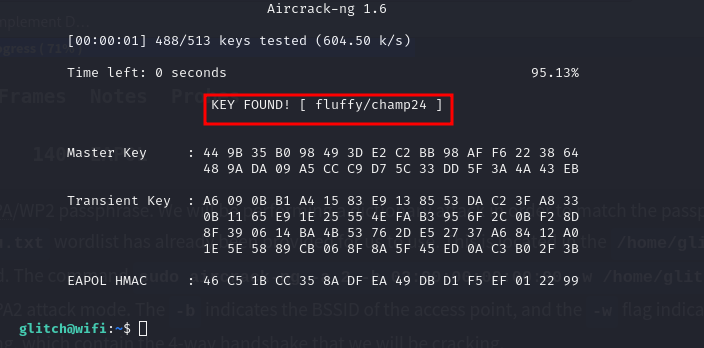 Aircrack-ng 1.6
[00:00:01] 488/513 keys tested (604.50 k/s)
Time left: 0 seconds 95.13%
KEY FOUND! [ fluffy/champ24 ]
Master Key : 44 9B 35 B0 98 49 3D E2 C2 BB 98 AF F6 22 38 64
48 9A DA 09 A5 CC C9 D7 5C 33 DD 5F 3A 4A 43 EB
Transient Key : A6 09 0B B1 A4 15 83 E9 13 85 53 DA C2 3F A8 33
0B 11 65 E9 1E 25 55 4E FA B3 95 6F 2C 0B F2 8D
8F 39 06 14 BA 4B 53 76 2D E5 27 37 A6 84 12 A0
1E 5E 58 89 CB 06 8F 8A 5F 45 ED 0A C3 B0 2F 3B
EAPOL HMAC : 46 C5 1B CC 35 8A DF EA 49 DB D1 F5 EF 01 22 99
glitch@wifi:~$